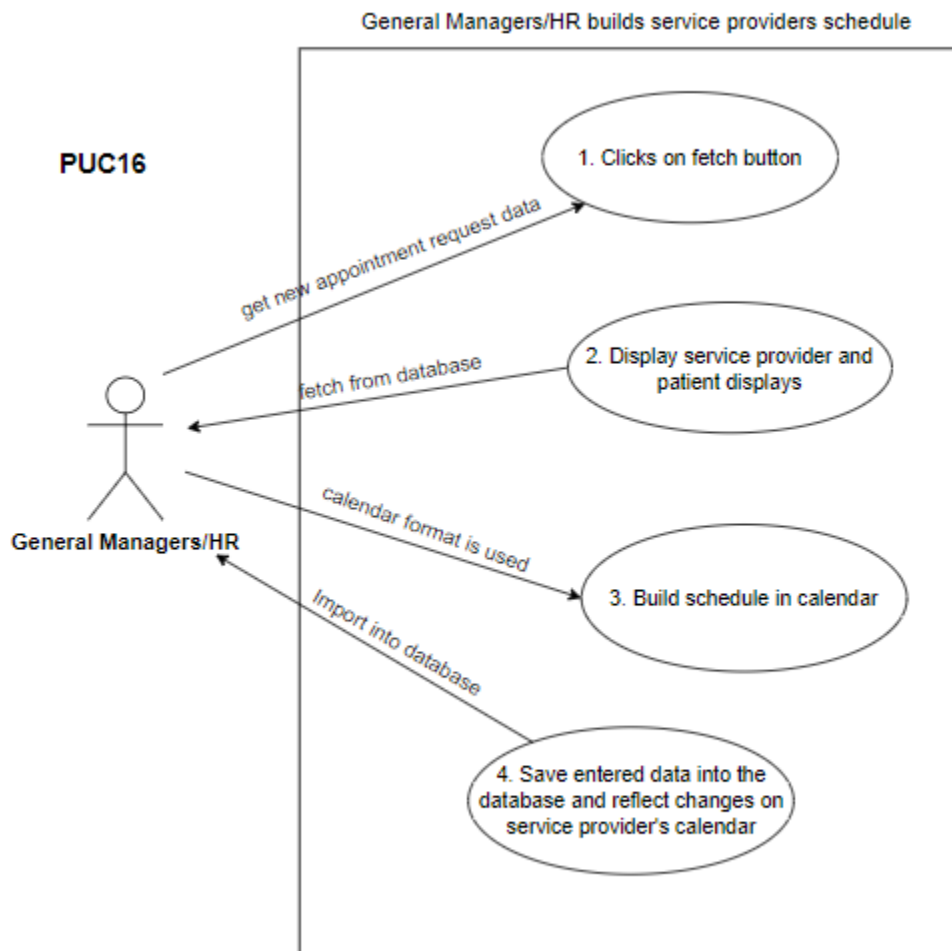 General Managers/HR builds service providers schedule
PUC16
1. Clicks on fetch button
get new appointment request data
2. Display service provider and
patient displays
fetch from database
General Managers/HR
calendar format is used
3. Build schedule in calendar
Import into database
4. Save entered data into the
database and reflect changes on
service provider's calendar